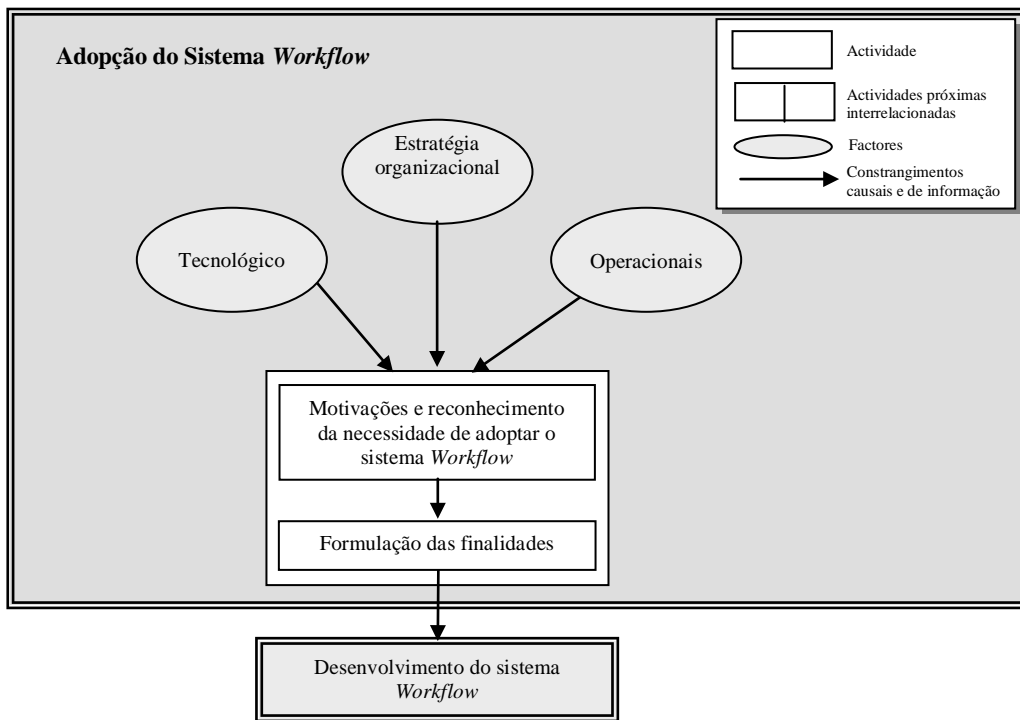 Adopção do Sistema Workflow
Actividade
Actividades próximas
interrelacionadas
Factores
Constrangimentos
causais e de informação
Estratégia
organizacional
Tecnológico
Operacionais
Motivações e reconhecimento
da necessidade de adoptar o
sistema Workflow
Formulação das finalidades
Desenvolvimento do sistema
Workflow